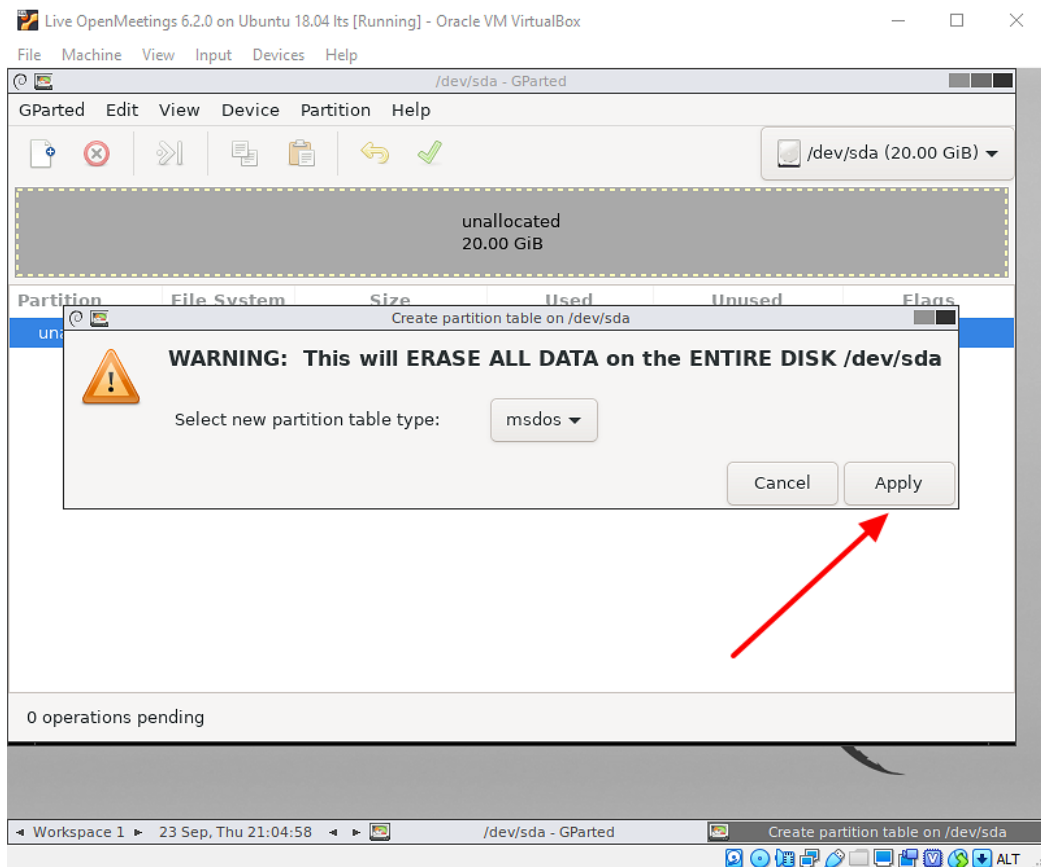 Live OpenMeetings 6.2.0 on Ubuntu 18.04 lts [Running] - Oracle VM VirtualBox
File Machine View Input Devices Help
/dev/sda - GParted
GParted Edit View Device Partition Help
/dev/sda (20.00 GiB)
unallocated
20.00 GiB
Partition File System Size Used Unused Flags
una
Create partition table on /dev/sda
WARNING: This will ERASE ALL DATA on the ENTIRE DISK /dev/sda
Select new partition table type: msdos
Cancel Apply
0 operations pending
Workspace 1 23 Sep, Thu 21:04:58 /dev/sda - GParted Create partition table on /dev/sda
ALT